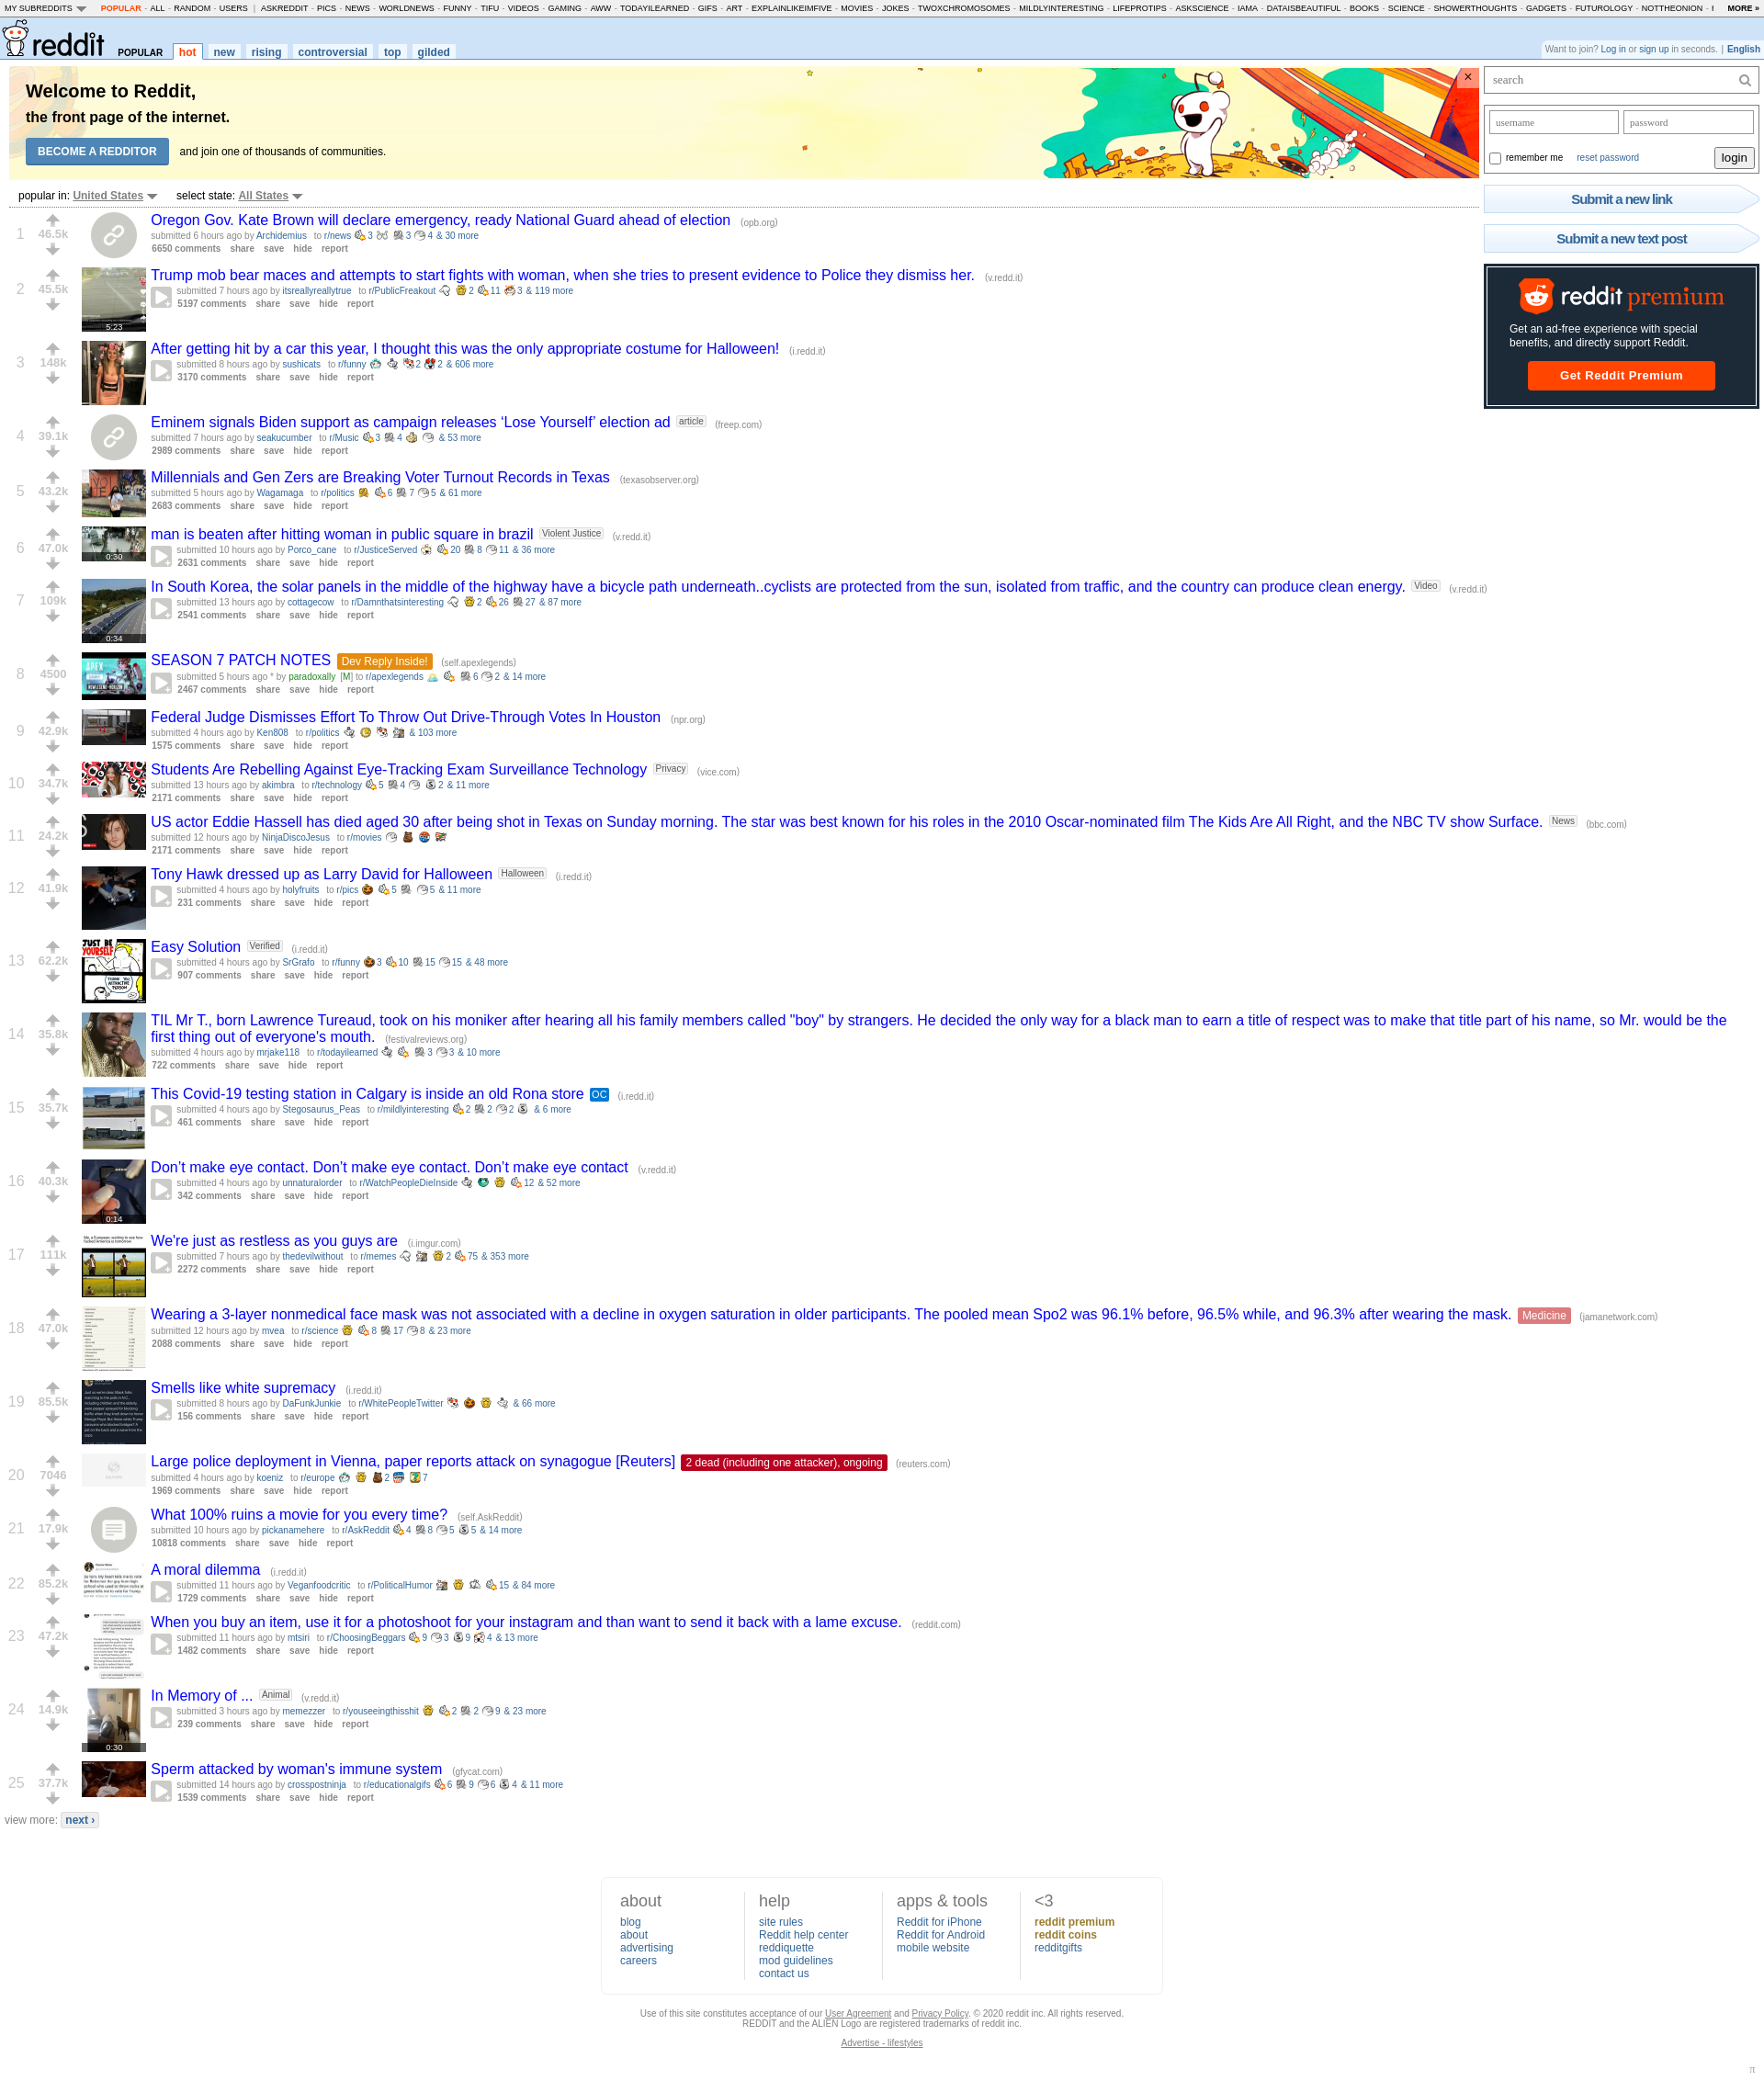 MY SUBREDDITS POPULAR - ALL - RANDOM - USERS | ASKREDDIT - PICS - NEWS - WORLDNEWS - FUNNY - TIFU - VIDEOS - GAMING - AWW - TODAYILEARNED - GIFS - ART - EXPLAINLIKEIMFIVE - MOVIES - JOKES - TWOXCHROMOSOMES - MILDLYINTERESTING - LIFEPROTIPS - ASKSCIENCE - IAMA - DATAISBEAUTIFUL - BOOKS - SCIENCE - SHOWERTHOUGHTS - GADGETS - FUTUROLOGY - NOTTHEONION - MORE »
reddit POPULAR hot new rising controversial top gilded
Want to join? Log in or sign up in seconds. | English
Welcome to Reddit,
the front page of the internet.
BECOME A REDDITOR and join one of thousands of communities.
×
search
username password
remember me reset password login
Submit a new link
Submit a new text post
reddit premium
Get an ad-free experience with special
benefits, and directly support Reddit.
Get Reddit Premium
popular in: United States select state: All States
1 46.5k
Oregon Gov. Kate Brown will declare emergency, ready National Guard ahead of election (opb.org)
submitted 6 hours ago by Archidemius to r/news 3 3 4 & 30 more
6650 comments share save hide report
2 45.5k 5:23
Trump mob bear maces and attempts to start fights with woman, when she tries to present evidence to Police they dismiss her. (v.redd.it)
submitted 7 hours ago by itsreallyreallytrue to r/PublicFreakout 2 11 3 & 119 more
5197 comments share save hide report
3 148k
After getting hit by a car this year, I thought this was the only appropriate costume for Halloween! (i.redd.it)
submitted 8 hours ago by sushicats to r/funny 2 2 & 606 more
3170 comments share save hide report
4 39.1k
Eminem signals Biden support as campaign releases ‘Lose Yourself’ election ad article (freep.com)
submitted 7 hours ago by seakucumber to r/Music 3 4 & 53 more
2989 comments share save hide report
5 43.2k
Millennials and Gen Zers are Breaking Voter Turnout Records in Texas (texasobserver.org)
submitted 5 hours ago by Wagamaga to r/politics 6 7 5 & 61 more
2683 comments share save hide report
6 47.0k 0:30
man is beaten after hitting woman in public square in brazil Violent Justice (v.redd.it)
submitted 10 hours ago by Porco_cane to r/JusticeServed 20 8 11 & 36 more
2631 comments share save hide report
7 109k 0:34
In South Korea, the solar panels in the middle of the highway have a bicycle path underneath..cyclists are protected from the sun, isolated from traffic, and the country can produce clean energy. Video (v.redd.it)
submitted 13 hours ago by cottagecow to r/Damnthatsinteresting 2 26 27 & 87 more
2541 comments share save hide report
8 4500 APEX
SEASON 7 PATCH NOTES Dev Reply Inside! (self.apexlegends)
submitted 5 hours ago * by paradoxally [M] to r/apexlegends 6 2 & 14 more
2467 comments share save hide report
9 42.9k
Federal Judge Dismisses Effort To Throw Out Drive-Through Votes In Houston (npr.org)
submitted 4 hours ago by Ken808 to r/politics & 103 more
1575 comments share save hide report
10 34.7k
Students Are Rebelling Against Eye-Tracking Exam Surveillance Technology Privacy (vice.com)
submitted 13 hours ago by akimbra to r/technology 5 4 2 & 11 more
2171 comments share save hide report
11 24.2k
US actor Eddie Hassell has died aged 30 after being shot in Texas on Sunday morning. The star was best known for his roles in the 2010 Oscar-nominated film The Kids Are All Right, and the NBC TV show Surface. News (bbc.com)
submitted 12 hours ago by NinjaDiscoJesus to r/movies
2171 comments share save hide report
12 41.9k
Tony Hawk dressed up as Larry David for Halloween Halloween (i.redd.it)
submitted 4 hours ago by holyfruits to r/pics 5 5 & 11 more
231 comments share save hide report
13 62.2k JUST BE YOURSELF
Easy Solution Verified (i.redd.it)
submitted 4 hours ago by SrGrafo to r/funny 3 10 15 15 & 48 more
907 comments share save hide report
14 35.8k
TIL Mr T., born Lawrence Tureaud, took on his moniker after hearing all his family members called "boy" by strangers. He decided the only way for a black man to earn a title of respect was to make that title part of his name, so Mr. would be the
first thing out of everyone's mouth. (festivalreviews.org)
submitted 4 hours ago by mrjake118 to r/todayilearned 3 3 & 10 more
722 comments share save hide report
15 35.7k
This Covid-19 testing station in Calgary is inside an old Rona store OC (i.redd.it)
submitted 4 hours ago by Stegosaurus_Peas to r/mildlyinteresting 2 2 2 & 6 more
461 comments share save hide report
16 40.3k 0:14
Don’t make eye contact. Don’t make eye contact. Don’t make eye contact (v.redd.it)
submitted 4 hours ago by unnaturalorder to r/WatchPeopleDieInside 12 & 52 more
342 comments share save hide report
17 111k
We're just as restless as you guys are (i.imgur.com)
submitted 7 hours ago by thedevilwithout to r/memes 2 75 & 353 more
2272 comments share save hide report
18 47.0k
Wearing a 3-layer nonmedical face mask was not associated with a decline in oxygen saturation in older participants. The pooled mean Spo2 was 96.1% before, 96.5% while, and 96.3% after wearing the mask. Medicine (jamanetwork.com)
submitted 12 hours ago by mvea to r/science 8 17 8 & 23 more
2088 comments share save hide report
19 85.5k
Smells like white supremacy (i.redd.it)
submitted 8 hours ago by DaFunkJunkie to r/WhitePeopleTwitter & 66 more
156 comments share save hide report
20 7046
Large police deployment in Vienna, paper reports attack on synagogue [Reuters] 2 dead (including one attacker), ongoing (reuters.com)
submitted 4 hours ago by koeniz to r/europe 2 7
1969 comments share save hide report
21 17.9k
What 100% ruins a movie for you every time? (self.AskReddit)
submitted 10 hours ago by pickanamehere to r/AskReddit 4 8 5 5 & 14 more
10818 comments share save hide report
22 85.2k
A moral dilemma (i.redd.it)
submitted 11 hours ago by Veganfoodcritic to r/PoliticalHumor 15 & 84 more
1729 comments share save hide report
23 47.2k
When you buy an item, use it for a photoshoot for your instagram and than want to send it back with a lame excuse. (reddit.com)
submitted 11 hours ago by mtsiri to r/ChoosingBeggars 9 3 9 4 & 13 more
1482 comments share save hide report
24 14.9k 0:30
In Memory of ... Animal (v.redd.it)
submitted 3 hours ago by memezzer to r/youseeingthisshit 2 2 9 & 23 more
239 comments share save hide report
25 37.7k
Sperm attacked by woman's immune system (gfycat.com)
submitted 14 hours ago by crosspostninja to r/educationalgifs 6 9 6 4 & 11 more
1539 comments share save hide report
view more: next ›
about
blog
about
advertising
careers
help
site rules
Reddit help center
reddiquette
mod guidelines
contact us
apps & tools
Reddit for iPhone
Reddit for Android
mobile website
<3
reddit premium
reddit coins
redditgifts
Use of this site constitutes acceptance of our User Agreement and Privacy Policy. © 2020 reddit inc. All rights reserved.
REDDIT and the ALIEN Logo are registered trademarks of reddit inc.
Advertise - lifestyles
π